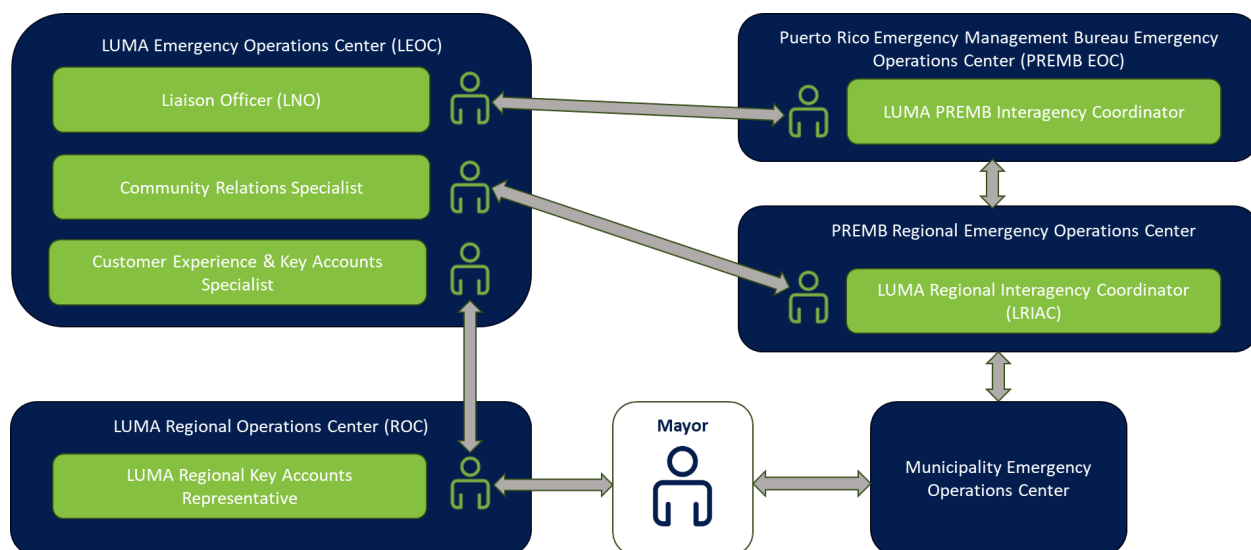 LUMA Emergency Operations Center (LEOC)
Liaison Officer (LNO)
Community Relations Specialist
Customer Experience & Key Accounts
Specialist
Puerto Rico Emergency Management Bureau Emergency
Operations Center (PREMB EOC)
LUMA PREMB Interagency Coordinator
PREMB Regional Emergency Operations Center
LUMA Regional Interagency Coordinator
(LRIAC)
LUMA Regional Operations Center (ROC)
LUMA Regional Key Accounts
Representative
Mayor
Municipality Emergency
Operations Center